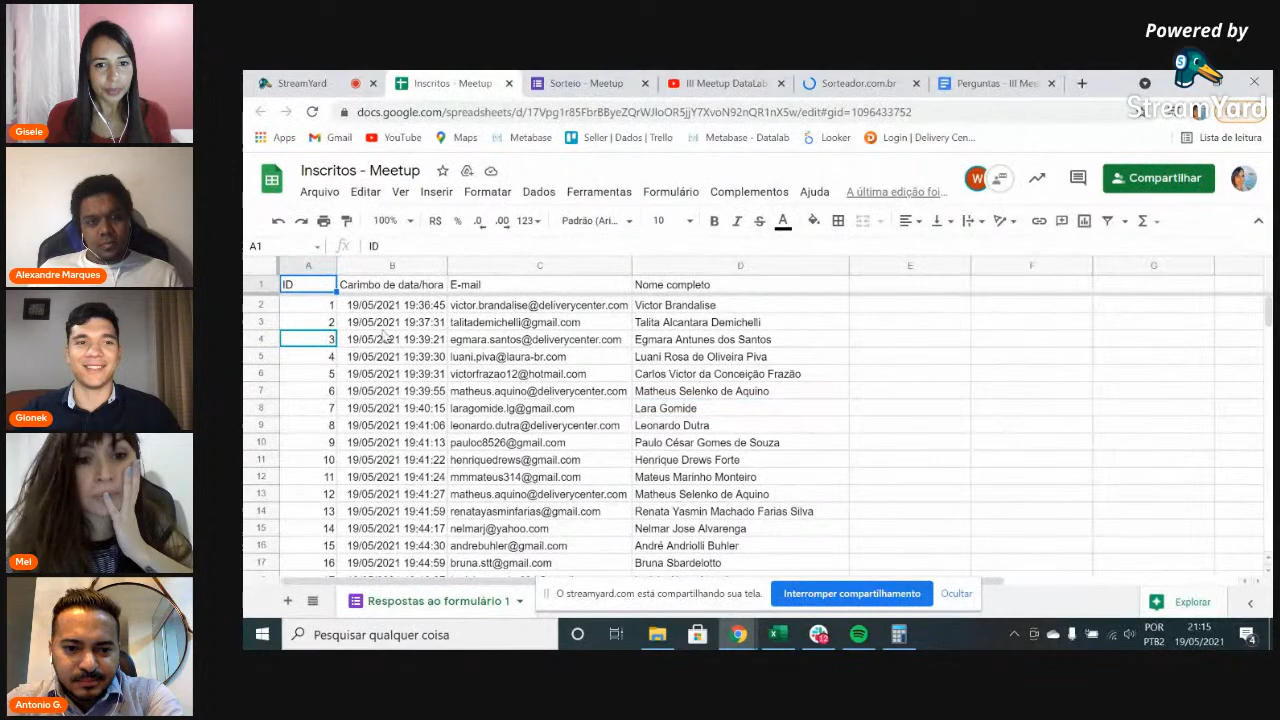 Powered by
StreamYard
Gisele
Alexandre Marques
Gionek
Mel
Antonio G.
StreamYard
Inscritos - Meetup
Sorteio - Meetup
III Meetup DataLab
Sorteador.com.br
Perguntas - III Mee
docs.google.com/spreadsheets/d/17Vpg1r85FbrBByeZQrWJloOR5jjY7XvoN92nQR1nX5w/edit#gid=1096433752
Apps
Gmail
YouTube
Maps
Metabase
Seller | Dados | Trello
Metabase - Datalab
Looker
Login | Delivery Cen...
Lista de leitura
Inscritos - Meetup
Arquivo Editar Ver Inserir Formatar Dados Ferramentas Formulário Complementos Ajuda A última edição foi...
W
Compartilhar
100% R$ % .0 .00 123 Padrão (Ari... 10 B I S A
A1 fx ID
A B C D E F G
1 ID Carimbo de data/hora E-mail Nome completo
2 1 19/05/2021 19:36:45 victor.brandalise@deliverycenter.com Victor Brandalise
3 2 19/05/2021 19:37:31 talitademichelli@gmail.com Talita Alcantara Demichelli
4 3 19/05/2021 19:39:21 egmara.santos@deliverycenter.com Egmara Antunes dos Santos
5 4 19/05/2021 19:39:30 luani.piva@laura-br.com Luani Rosa de Oliveira Piva
6 5 19/05/2021 19:39:31 victorfrazao12@hotmail.com Carlos Victor da Conceição Frazão
7 6 19/05/2021 19:39:55 matheus.aquino@deliverycenter.com Matheus Selenko de Aquino
8 7 19/05/2021 19:40:15 laragomide.lg@gmail.com Lara Gomide
9 8 19/05/2021 19:41:06 leonardo.dutra@deliverycenter.com Leonardo Dutra
10 9 19/05/2021 19:41:13 pauloc8526@gmail.com Paulo César Gomes de Souza
11 10 19/05/2021 19:41:22 henriquedrews@gmail.com Henrique Drews Forte
12 11 19/05/2021 19:41:24 mmmateus314@gmail.com Mateus Marinho Monteiro
13 12 19/05/2021 19:41:27 matheus.aquino@deliverycenter.com Matheus Selenko de Aquino
14 13 19/05/2021 19:41:59 renatayasminfarias@gmail.com Renata Yasmin Machado Farias Silva
15 14 19/05/2021 19:44:17 nelmarj@yahoo.com Nelmar Jose Alvarenga
16 15 19/05/2021 19:44:30 andrebuhler@gmail.com André Andriolli Buhler
17 16 19/05/2021 19:44:59 bruna.stt@gmail.com Bruna Sbardelotto
Respostas ao formulário 1
O streamyard.com está compartilhando sua tela.
Interromper compartilhamento
Ocultar
Explorar
Pesquisar qualquer coisa
POR
PTB2
21:15
19/05/2021
4